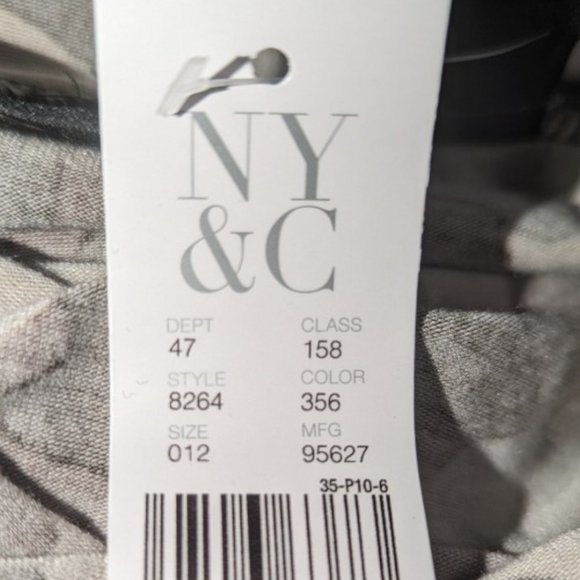 NY
&C
DEPT CLASS
47 158
STYLE COLOR
8264 356
SIZE MFG
012 95627
35-P10-6